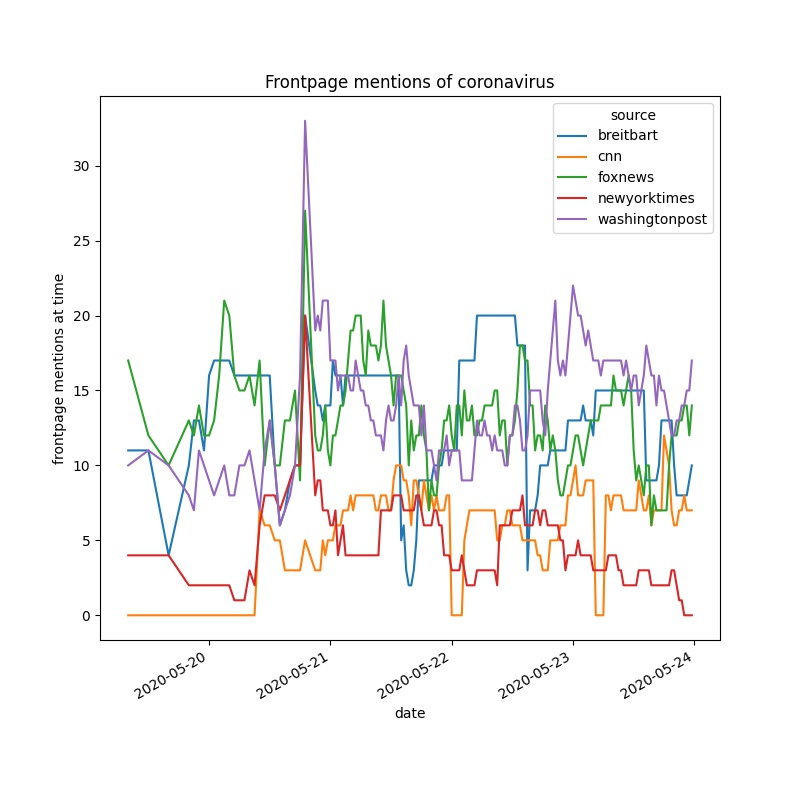 Frontpage mentions of coronavirus
source
breitbart
cnn
foxnews
newyorktimes
washingtonpost
frontpage mentions at time
30
25
20
15
10
5
0
2020-05-20
2020-05-21
2020-05-22
2020-05-23
2020-05-24
date